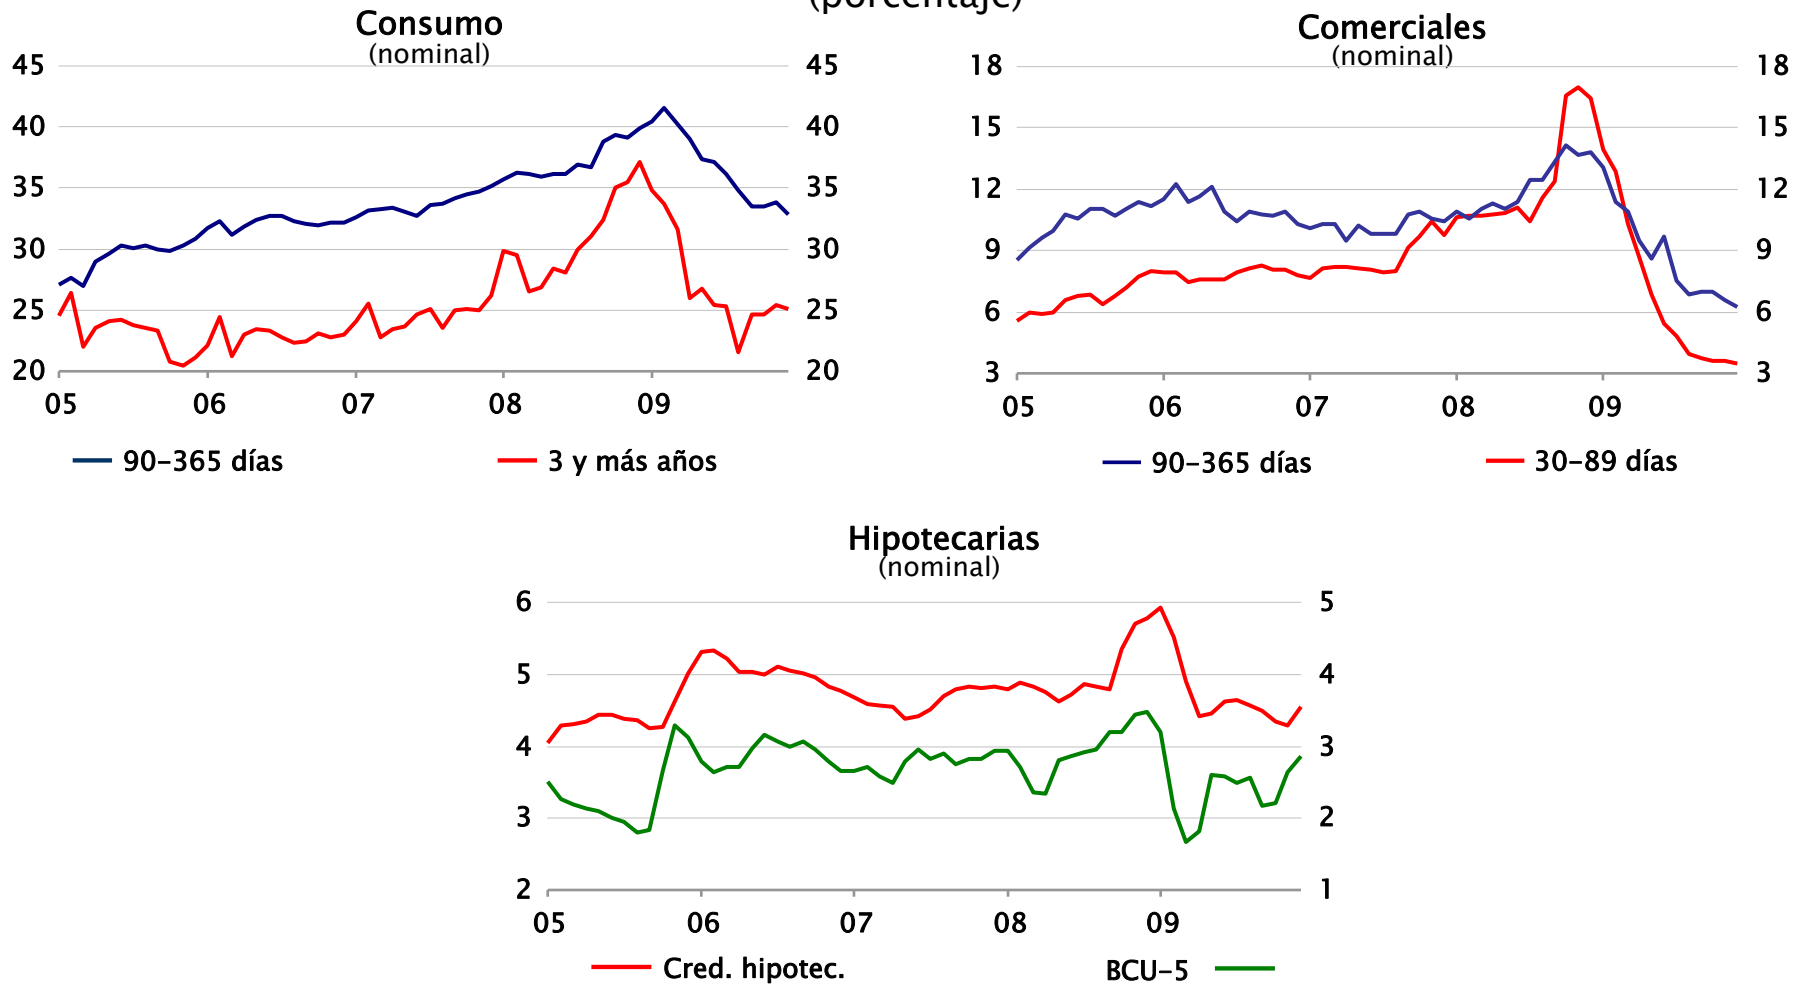 (porcentaje)
Consumo
(nominal)
45 45
40 40
35 35
30 30
25 25
20 20
05 06 07 08 09
90–365 días 3 y más años
Comerciales
(nominal)
18 18
15 15
12 12
9 9
6 6
3 3
05 06 07 08 09
90–365 días 30–89 días
Hipotecarias
(nominal)
6 5
5 4
4 3
3 2
2 1
05 06 07 08 09
Cred. hipotec. BCU–5